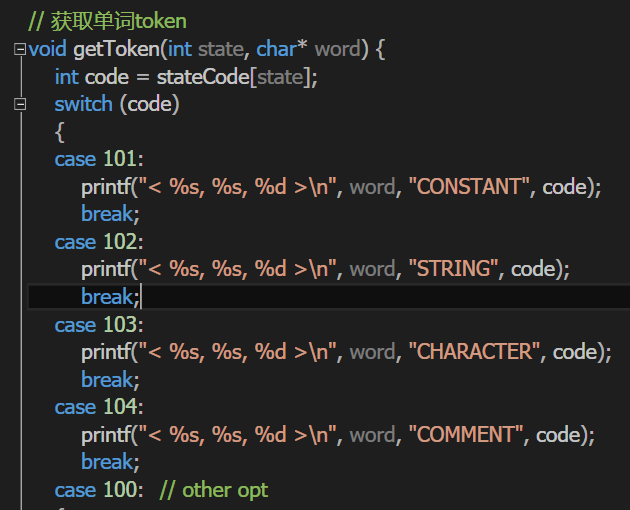 // 获取单词token
void getToken(int state, char* word) {
int code = stateCode[state];
switch (code)
{
case 101:
printf("< %s, %s, %d >\n", word, "CONSTANT", code);
break;
case 102:
printf("< %s, %s, %d >\n", word, "STRING", code);
break;
case 103:
printf("< %s, %s, %d >\n", word, "CHARACTER", code);
break;
case 104:
printf("< %s, %s, %d >\n", word, "COMMENT", code);
break;
case 100:  // other opt